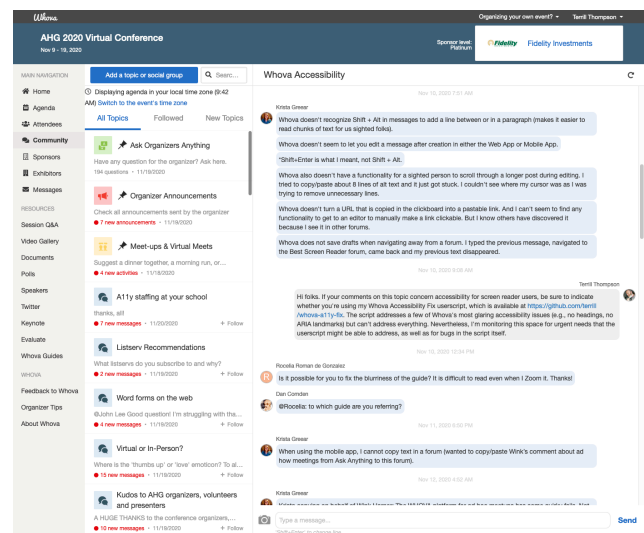 Whova
Organizing your own event?
Terrill Thompson
AHG 2020 Virtual Conference
Nov 9 - 19, 2020
Sponsor level:
Platinum
Fidelity
Fidelity Investments
MAIN NAVIGATION
Home
Agenda
Attendees
Community
Sponsors
Exhibitors
Messages
RESOURCES
Session Q&A
Video Gallery
Documents
Polls
Speakers
Twitter
Keynote
Evaluate
Whova Guides
WHOVA
Feedback to Whova
Organizer Tips
About Whova
Add a topic or social group
Searc...
Displaying agenda in your local time zone (9:42
AM) Switch to the event's time zone
All Topics Followed New Topics
Ask Organizers Anything
Have any question for the organizer? Ask here.
194 questions - 11/19/2020
Organizer Announcements
Check all announcements sent by the organizer
7 new announcements - 11/19/2020
Meet-ups & Virtual Meets
Suggest a dinner together, a morning run, or...
4 new activities - 11/18/2020
A11y staffing at your school
thanks, all!
7 new messages - 11/20/2020 + Follow
Listserv Recommendations
What listservs do you subscribe to and why?
2 new messages - 11/19/2020 + Follow
Word forms on the web
@John Lee Good question! I'm struggling with tha...
4 new messages - 11/19/2020 + Follow
Virtual or In-Person?
Where is the 'thumbs up' or 'love' emoticon? To al...
15 new messages - 11/19/2020 + Follow
Kudos to AHG organizers, volunteers
and presenters
A HUGE THANKS to the conference organizers,...
10 new messages - 11/19/2020 + Follow
Whova Accessibility
Nov 10, 2020 7:51 AM
Krista Greear
Whova doesn't recognize Shift + Alt in messages to add a line between or in a paragraph (makes it easier to
read chunks of text for us sighted folks).
Whova doesn't seem to let you edit a message after creation in either the Web App or Mobile App.
*Shift+Enter is what I meant, not Shift + Alt.
Whova also doesn't have a functionality for a sighted person to scroll through a longer post during editing. I
tried to copy/paste about 8 lines of alt text and it just got stuck. I couldn't see where my cursor was as I was
trying to remove unnecessary lines.
Whova doesn't turn a URL that is copied in the clipboard into a pastable link. And I can't seem to find any
functionality to get to an editor to manually make a link clickable. But I know others have discovered it
because I see it in other forums.
Whova does not save drafts when navigating away from a forum. I typed the previous message, navigated to
the Best Screen Reader forum, came back and my previous text disappeared.
Nov 10, 2020 9:08 AM
Terrill Thompson
Hi folks. If your comments on this topic concern accessibility for screen reader users, be sure to indicate
whether you're using my Whova Accessibility Fix userscript, which is available at https://github.com/terrill
/whova-a11y-fix. The script addresses a few of Whova's most glaring accessibility issues (e.g., no headings, no
ARIA landmarks) but can't address everything. Nevertheless, I'm monitoring this space for urgent needs that the
userscript might be able to address, as well as for bugs in the script itself.
Nov 10, 2020 12:24 PM
Rocelia Roman de Gonzalez
R
Is it possible for you to fix the blurriness of the guide? It is difficult to read even when I Zoom it. Thanks!
Dan Comden
@Rocelia: to which guide are you referring?
Nov 11, 2020 6:50 PM
Krista Greear
When using the mobile app, I cannot copy text in a forum (wanted to copy/paste Wink's comment about ad
how meetings from Ask Anything to this forum).
Nov 12, 2020 4:52 AM
Krista Greear
Type a message...
Send